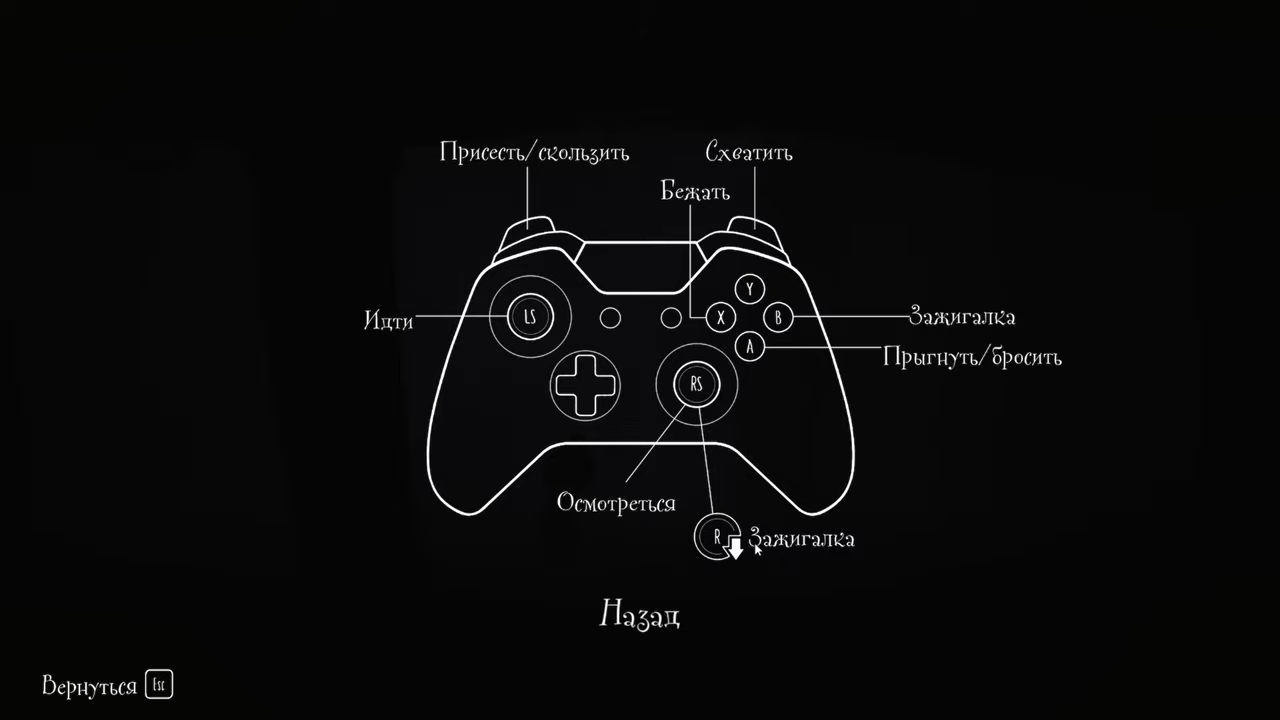 Присесть/скользить
Схватить
Бежать
Y
LS
X
B
Зажигалка
Идти
A
Прыгнуть/бросить
RS
Осмотреться
R
Зажигалка
Назад
Вернуться Esc